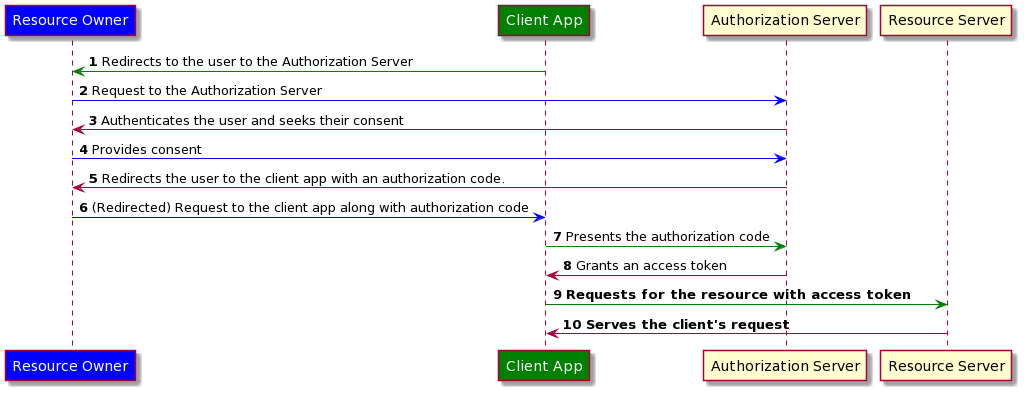 Resource Owner Client App Authorization Server Resource Server
1 Redirects to the user to the Authorization Server
2 Request to the Authorization Server
3 Authenticates the user and seeks their consent
4 Provides consent
5 Redirects the user to the client app with an authorization code.
6 (Redirected) Request to the client app along with authorization code
7 Presents the authorization code
8 Grants an access token
9 Requests for the resource with access token
10 Serves the client's request
Resource Owner Client App Authorization Server Resource Server